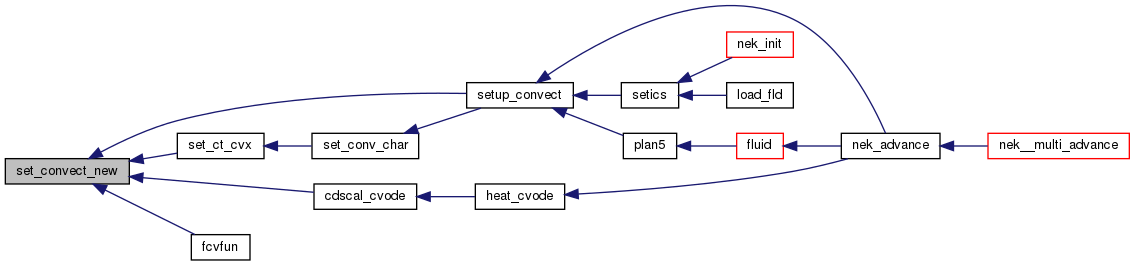 set_convect_new
set_ct_cvx
set_conv_char
setup_convect
setics
nek_init
load_fld
plan5
fluid
nek_advance
nek__multi_advance
cdscal_cvode
heat_cvode
fcvfun